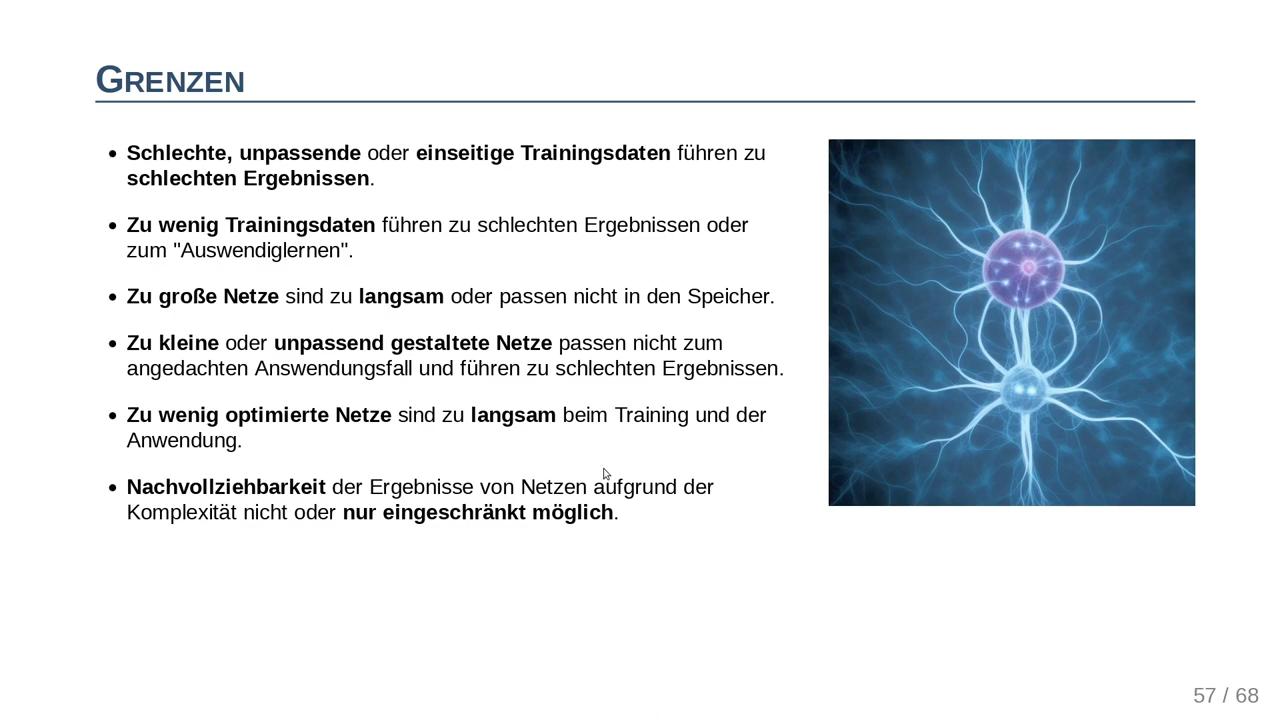 GRENZEN
• Schlechte, unpassende oder einseitige Trainingsdaten führen zu
schlechten Ergebnissen.
• Zu wenig Trainingsdaten führen zu schlechten Ergebnissen oder
zum "Auswendiglernen".
• Zu große Netze sind zu langsam oder passen nicht in den Speicher.
• Zu kleine oder unpassend gestaltete Netze passen nicht zum
angedachten Answendungsfall und führen zu schlechten Ergebnissen.
• Zu wenig optimierte Netze sind zu langsam beim Training und der
Anwendung.
• Nachvollziehbarkeit der Ergebnisse von Netzen aufgrund der
Komplexität nicht oder nur eingeschränkt möglich.
57 / 68